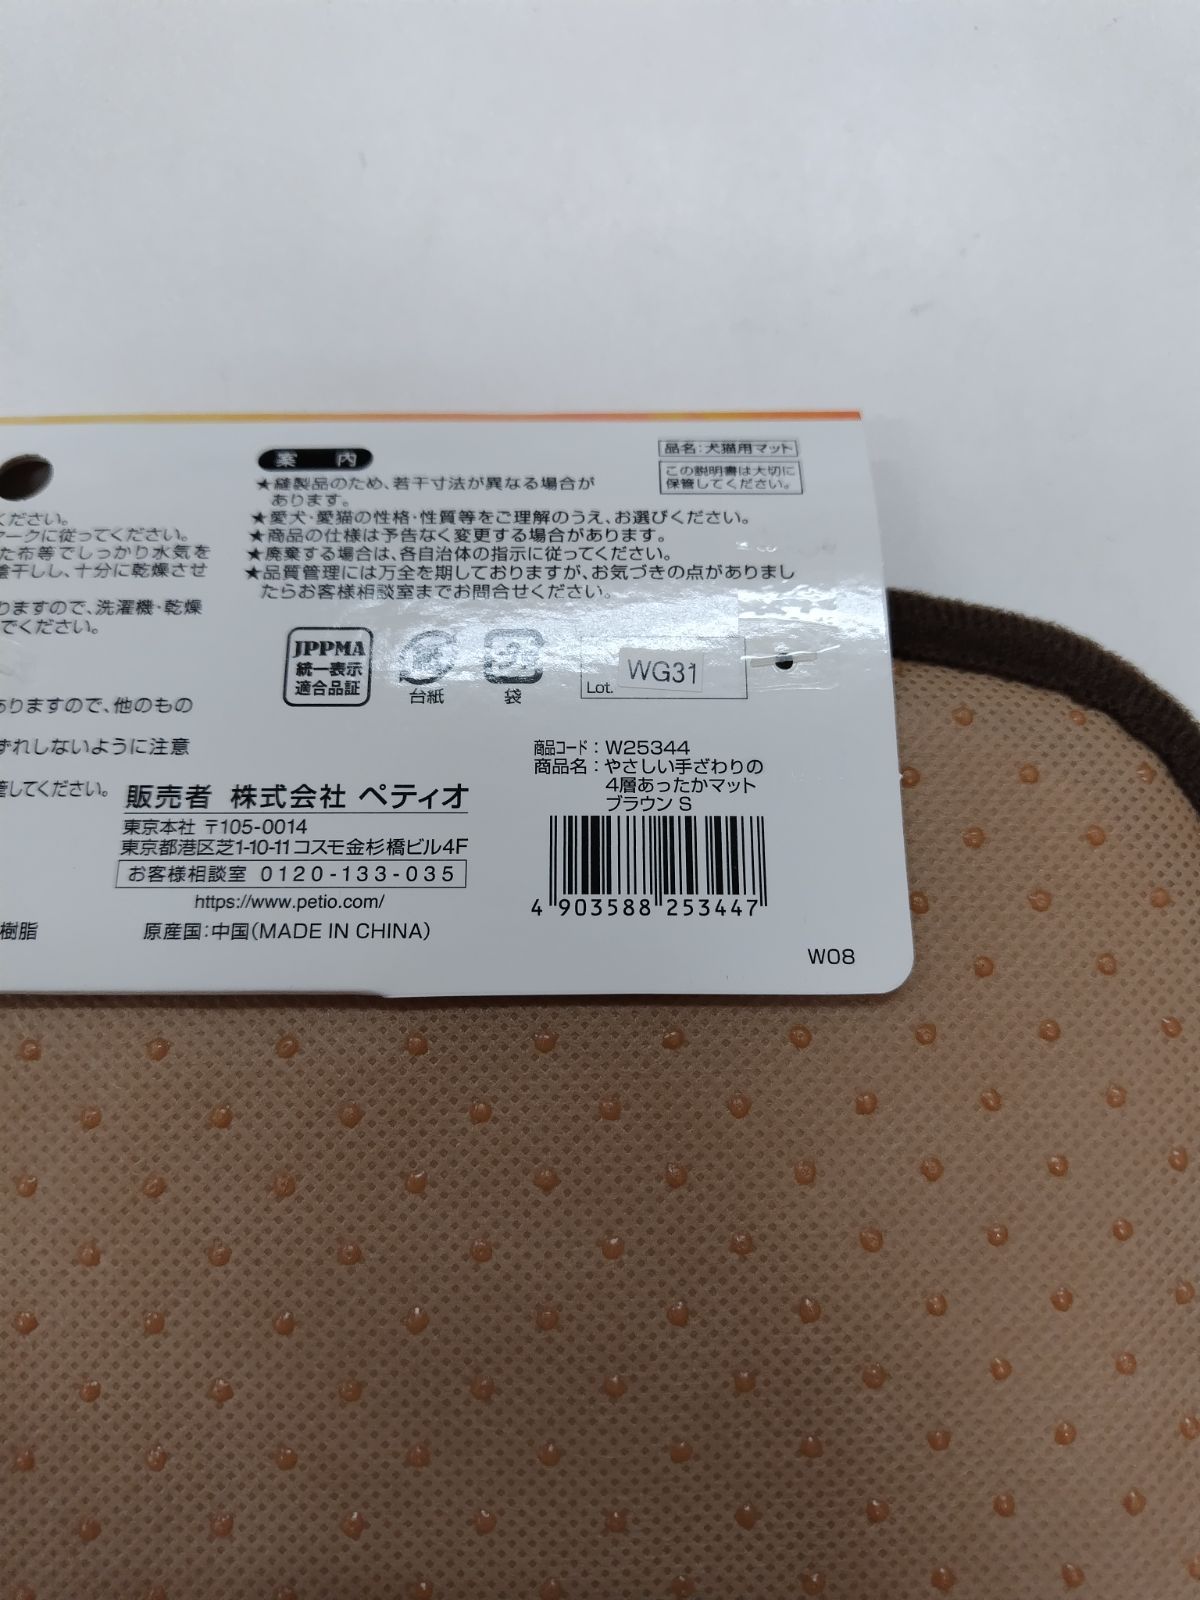 ください。
マークに従ってください。
た布等でしっかり水気を
陰干しし、十分に乾燥させ
りますので、洗濯機・乾燥
でください。
ありますので、他のもの
ずれしないように注意
管してください。
樹脂
案内
★縫製品のため、若干寸法が異なる場合が
あります。
★愛犬・愛猫の性格・性質等をご理解のうえ、お選びください。
★商品の仕様は予告なく変更する場合があります。
★廃棄する場合は、各自治体の指示に従ってください。
★品質管理には万全を期しておりますが、お気づきの点がありまし
たらお客様相談室までお問合せください。
品名：犬猫用マット
この説明書は大切に
保管してください。
JPPMA
統一表示
適合品証
台紙
袋
Lot. WG31
販売者 株式会社 ペティオ
東京本社 〒105-0014
東京都港区芝1-10-11コスモ金杉橋ビル4F
お客様相談室 0120-133-035
https://www.petio.com/
原産国：中国(MADE IN CHINA)
商品コード：W25344
商品名：やさしい手ざわりの
4層あったかマット
ブラウン S
4 903588 253447
W08